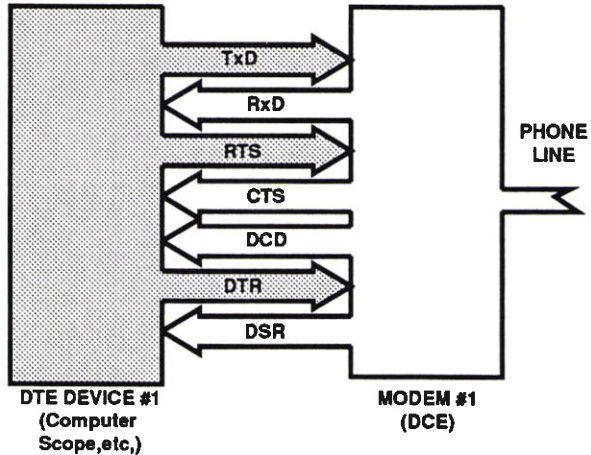 TxD
RxD
RTS
CTS
DCD
DTR
DSR
PHONE
LINE
DTE DEVICE #1
(Computer
Scope,etc,)
MODEM #1
(DCE)